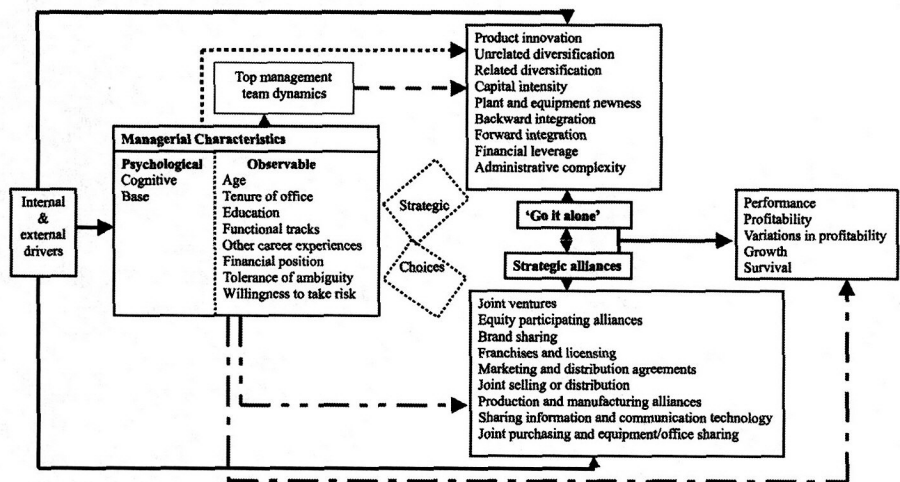 Internal
&
external
drivers
Top management
team dynamics
Managerial Characteristics
Psychological
Cognitive
Base
Observable
Age
Tenure of office
Education
Functional tracks
Other career experiences
Financial position
Tolerance of ambiguity
Willingness to take risk
Strategic
Choices
Product innovation
Unrelated diversification
Related diversification
Capital intensity
Plant and equipment newness
Backward integration
Forward integration
Financial leverage
Administrative complexity
'Go it alone'
Strategic alliances
Joint ventures
Equity participating alliances
Brand sharing
Franchises and licensing
Marketing and distribution agreements
Joint selling or distribution
Production and manufacturing alliances
Sharing information and communication technology
Joint purchasing and equipment/office sharing
Performance
Profitability
Variations in profitability
Growth
Survival